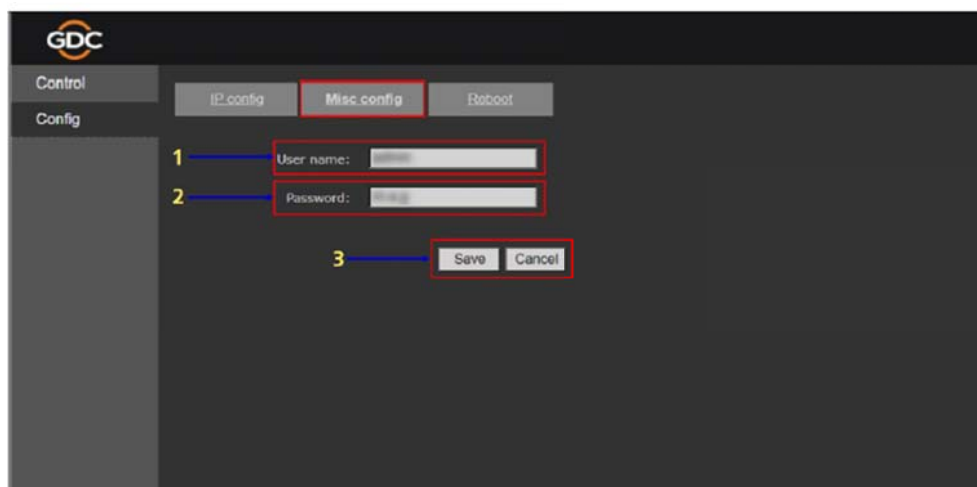 GDC
Control
Config
IP config
Misc config
Reboot
1
User name:
2
Password:
3
Save
Cancel